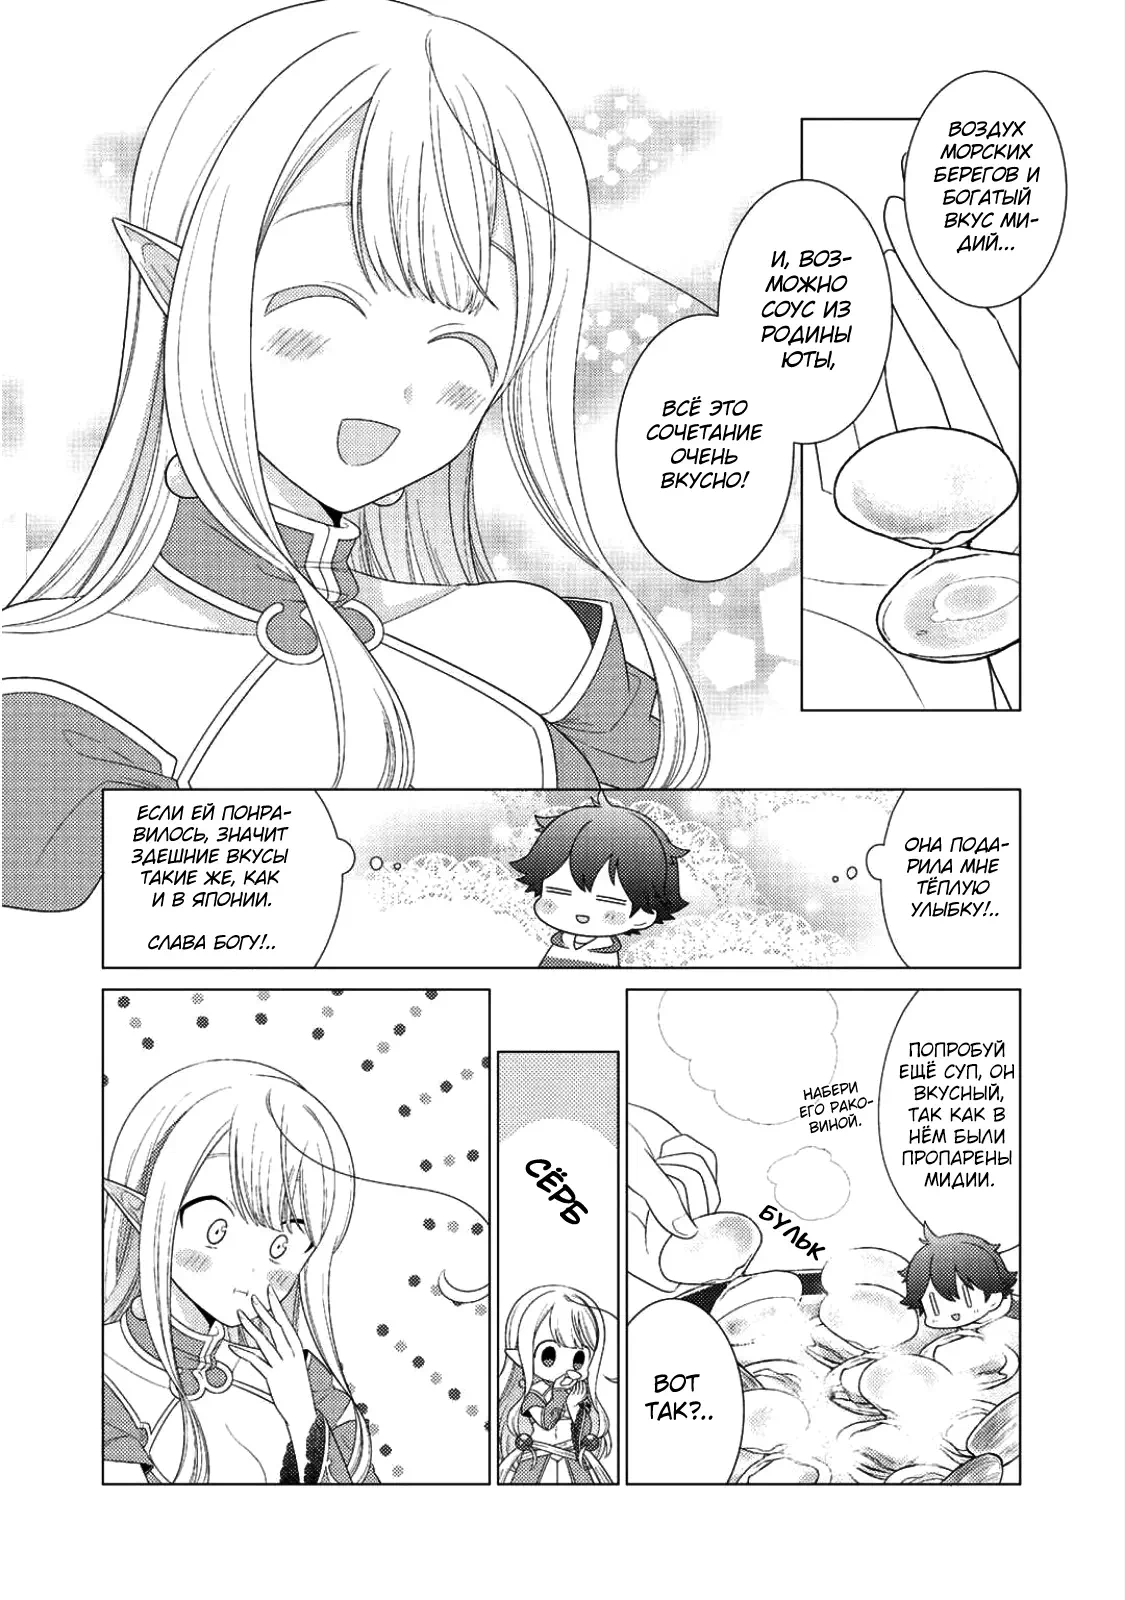 ВОЗДУХ
МОРСКИХ
БЕРЕГОВ И
БОГАТЫЙ
ВКУС МИ-
ДИЙ...
И, ВОЗ-
МОЖНО
СОУС ИЗ
РОДИНЫ
ЮТЫ,
ВСЁ ЭТО
СОЧЕТАНИЕ
ОЧЕНЬ
ВКУСНО!
ОНА ПОДА-
РИЛА МНЕ
ТЁПЛУЮ
УЛЫБКУ!..
ЕСЛИ ЕЙ ПОНРА-
ВИЛОСЬ, ЗНАЧИТ
ЗДЕШНИЕ ВКУСЫ
ТАКИЕ ЖЕ, КАК
И В ЯПОНИИ.
СЛАВА БОГУ!..
ПОПРОБУЙ
ЕЩЁ СУП, ОН
ВКУСНЫЙ,
ТАК КАК В
НЁМ БЫЛИ
ПРОПАРЕНЫ
МИДИИ.
НАБЕРИ
ЕГО РАКО-
ВИНОЙ.
БУЛЬК
ВОТ
ТАК?..
СЁРБ